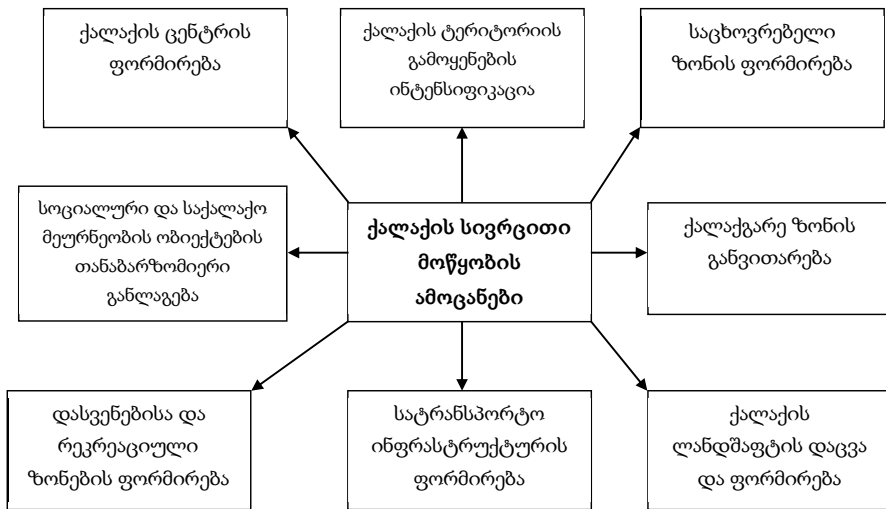 ქალაქის ცენტრის
ფორმირება
ქალაქის ტერიტორიის
გამოყენების
ინტენსიფიკაცია
საცხოვრებელი
ზონის ფორმირება
სოციალური და საქალაქო
მეურნეობის ობიექტების
თანაბარზომიერი
განლაგება
ქალაქის სივრცითი
მოწყობის
ამოცანები
ქალაქგარე ზონის
განვითარება
დასვენებისა და
რეკრეაციული
ზონების ფორმირება
სატრანსპორტო
ინფრასტრუქტურის
ფორმირება
ქალაქის
ლანდშაფტის დაცვა
და ფორმირება